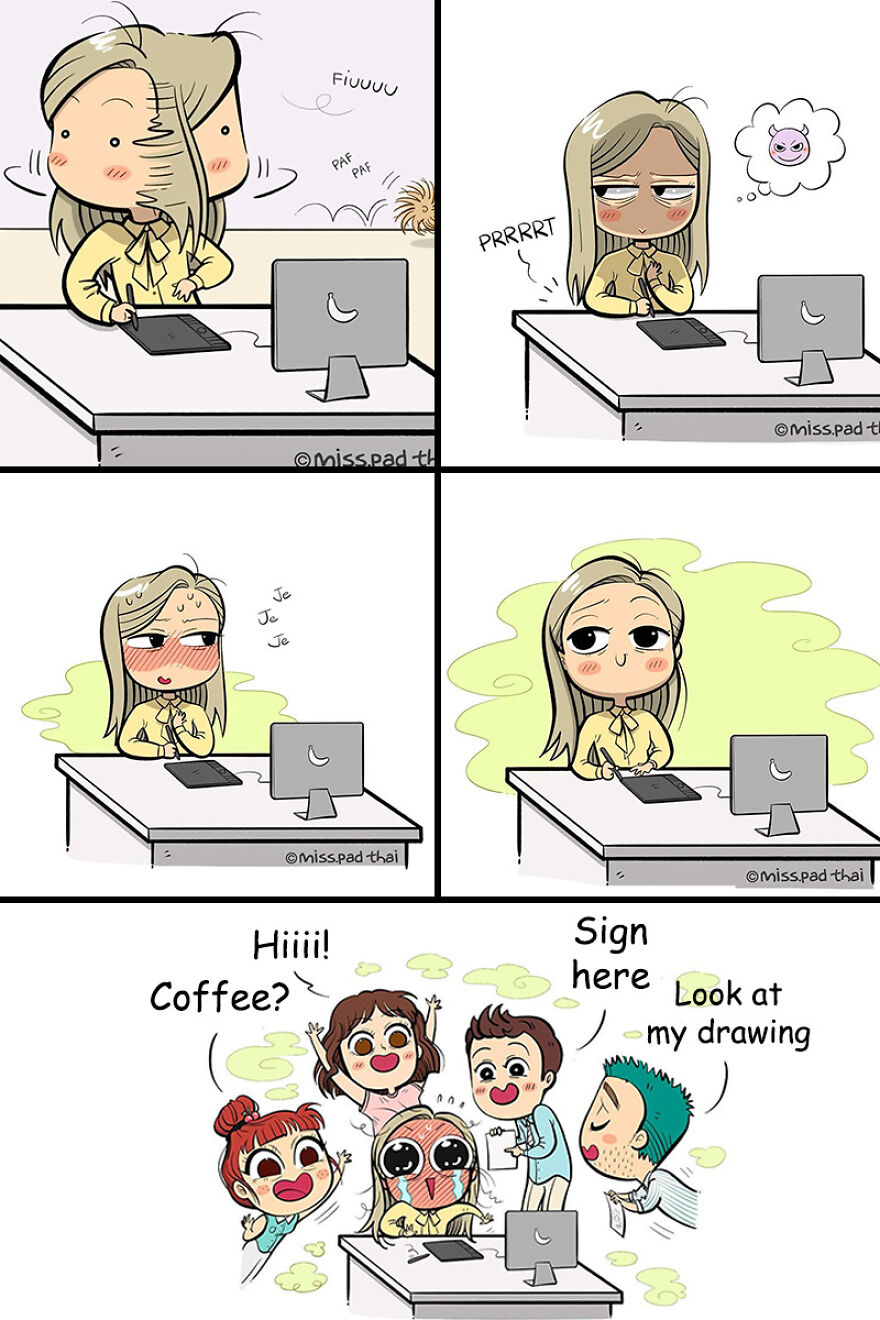 Fiuuuu
PAF
PAF
©miss.pad th
PRRRRT
©miss.pad t
Je
Je
Je
©miss.pad thai
©miss.pad thai
Hiiii!
Coffee?
Sign
here
Look at
my drawing